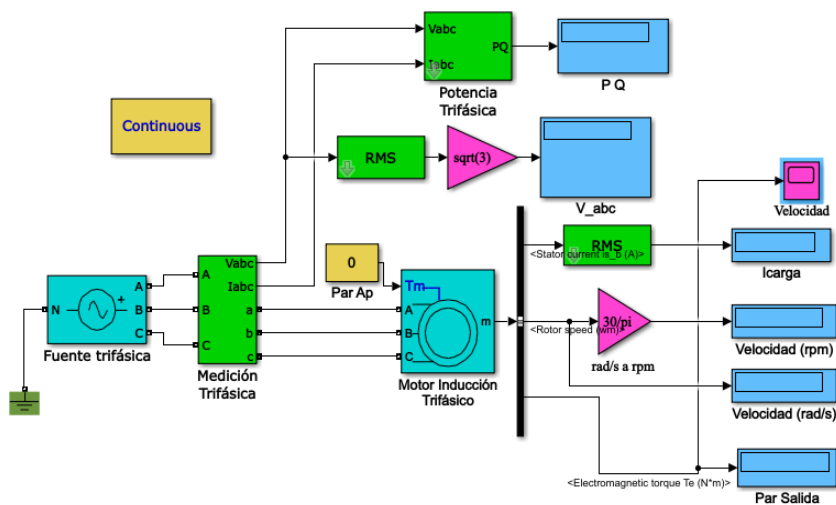 Vabc
Iabc
PQ
Potencia
Trifásica
P Q
Continuous
RMS
sqrt(3)
V_abc
Velocidad
RMS
<Stator current is_b (A)>
Icarga
0
Par Ap
N
+
A
B
C
Fuente trifásica
A
B
C
Vabc
Iabc
a
b
c
Medición
Trifásica
Tm
A
B
C
m
Motor Inducción
Trifásico
30/pi
<Rotor speed (wm)>
rad/s a rpm
Velocidad (rpm)
Velocidad (rad/s)
<Electromagnetic torque Te (N*m)>
Par Salida